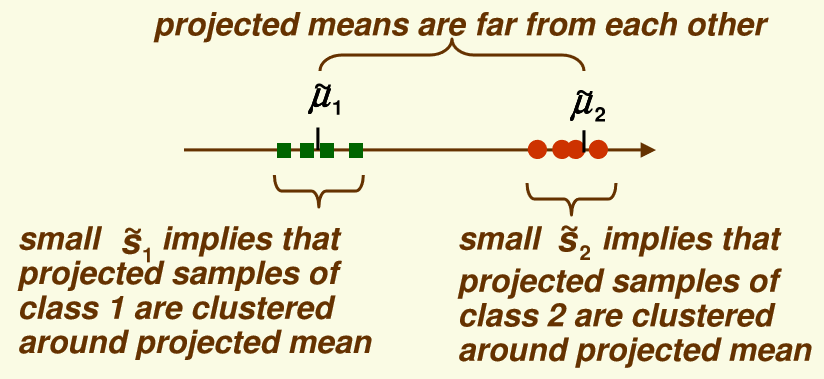 projected means are far from each other
μ̃₁
μ̃₂
small s̃₁ implies that
projected samples of
class 1 are clustered
around projected mean
small s̃₂ implies that
projected samples of
class 2 are clustered
around projected mean